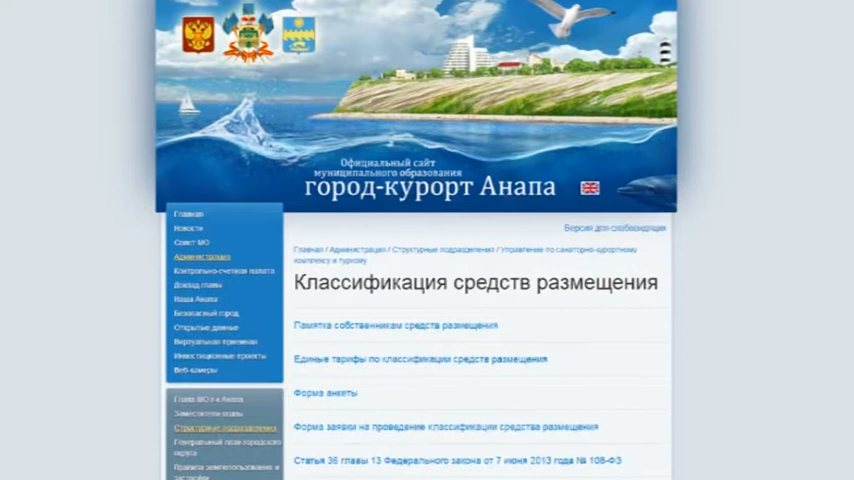 Официальный сайт
муниципального образования
город-курорт Анапа
Главная
Новости
Совет МО
Администрация
Контрольно-счетная палата
Доклад главы
Наша Анапа
Безопасный город
Открытые данные
Виртуальная приемная
Инвестиционные проекты
Веб-камеры
Глава МО г-к Анапа
Заместители главы
Структурные подразделения
Генеральный план городского
округа
Правила землепользования и
застройки
Версия для слабовидящих
Главная / Администрация / Структурные подразделения / Управление по санаторно-курортному
комплексу и туризму
Классификация средств размещения
Памятка собственникам средств размещения
Единые тарифы по классификации средств размещения
Форма анкеты
Форма заявки на проведение классификации средства размещения
Статья 36 главы 13 Федерального закона от 7 июня 2013 года № 108-ФЗ